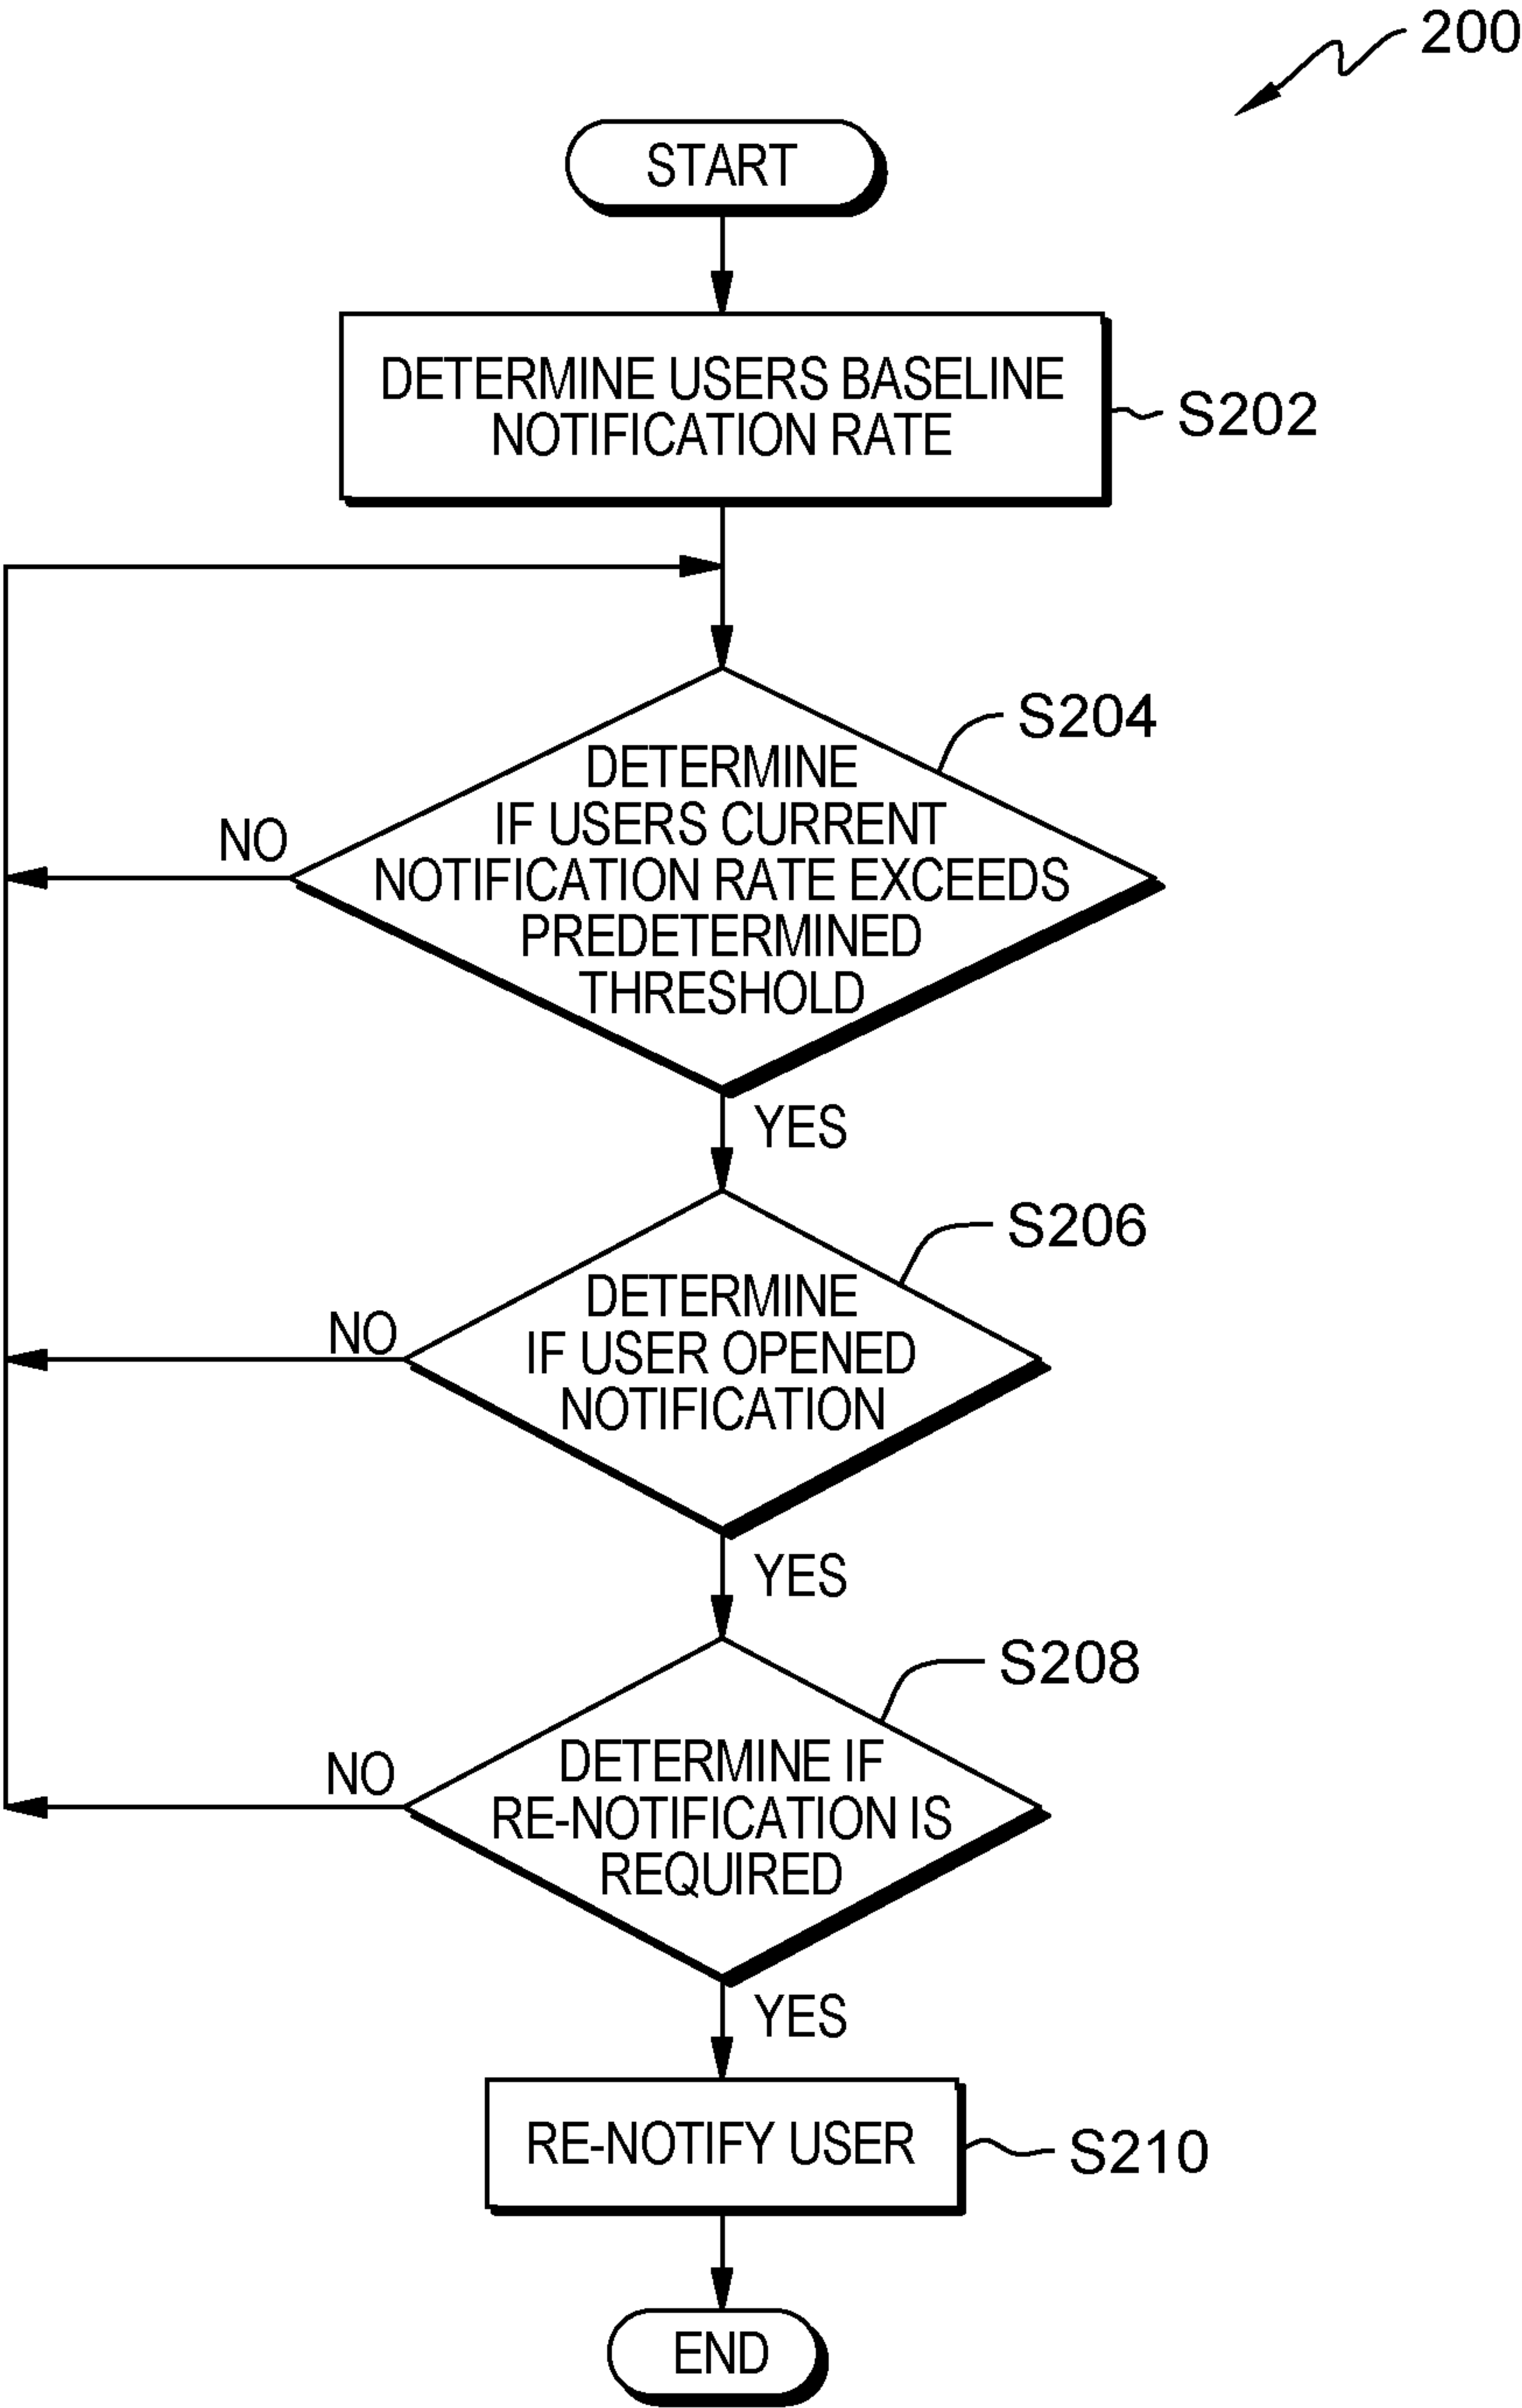 200
START
DETERMINE USERS BASELINE
NOTIFICATION RATE
S202
S204
DETERMINE
IF USERS CURRENT
NOTIFICATION RATE EXCEEDS
PREDETERMINED
THRESHOLD
NO
YES
S206
DETERMINE
IF USER OPENED
NOTIFICATION
NO
YES
S208
DETERMINE IF
RE-NOTIFICATION IS
REQUIRED
NO
YES
RE-NOTIFY USER
S210
END